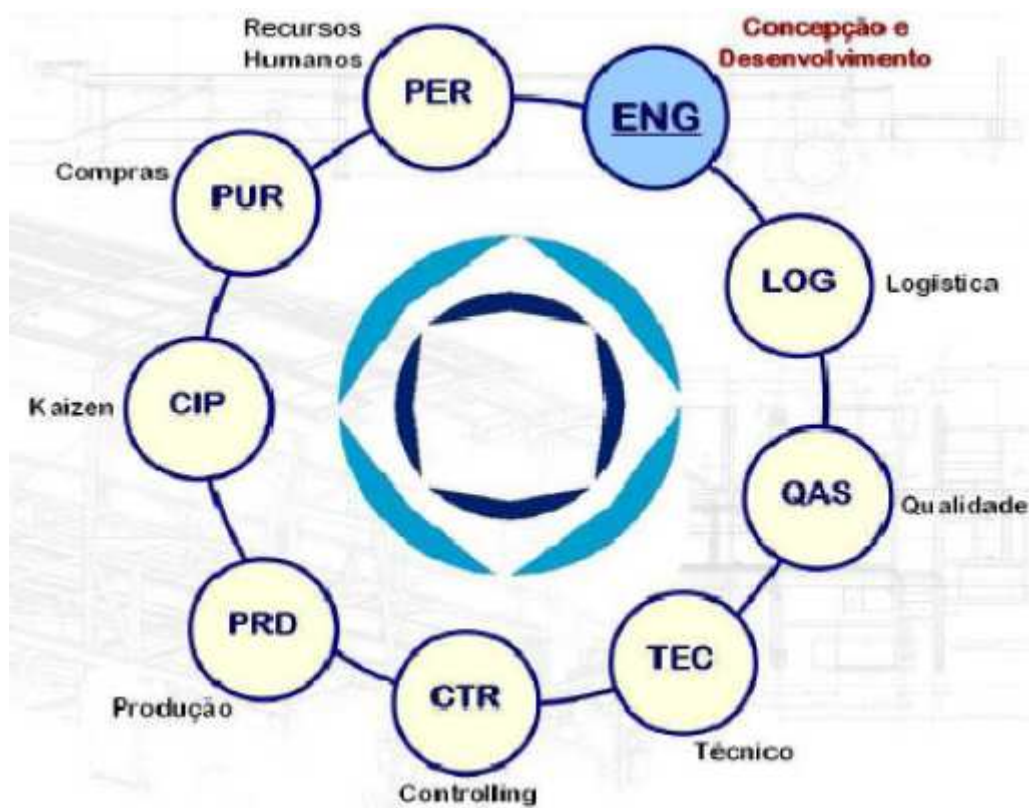 Recursos
Humanos
PER
Concepção e
Desenvolvimento
ENG
Compras
PUR
LOG
Logística
Kaizen
CIP
QAS
Qualidade
PRD
Produção
TEC
Técnico
CTR
Controlling